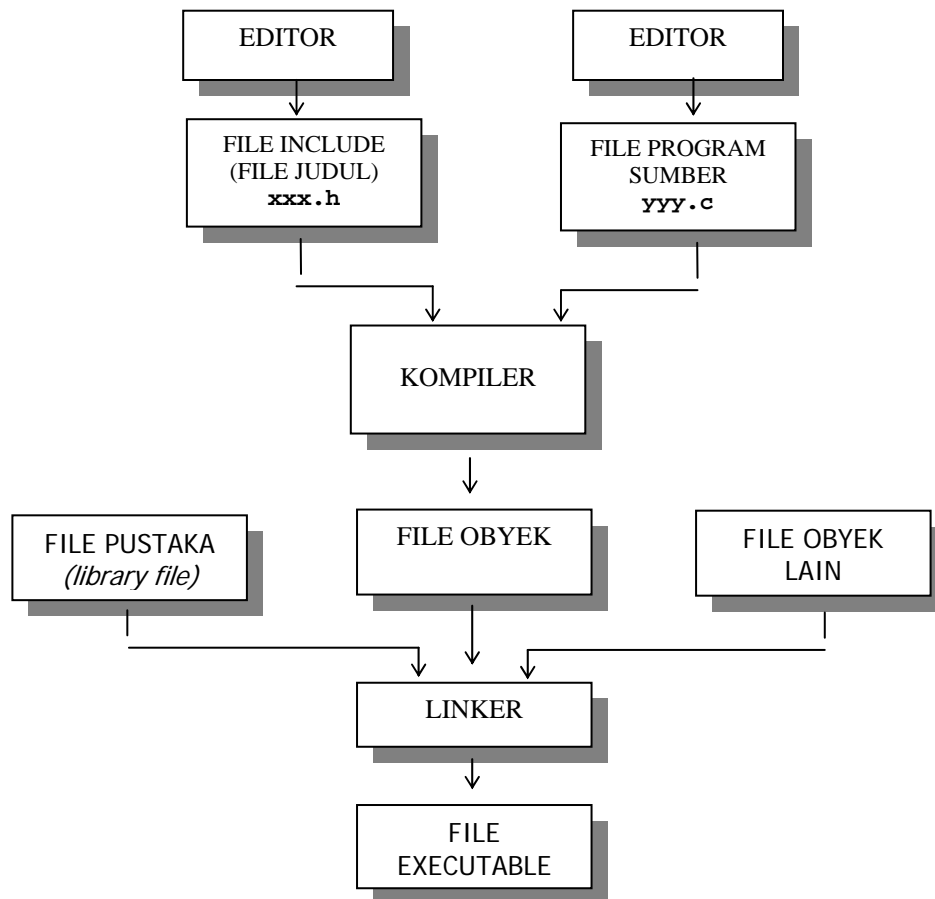 EDITOR
EDITOR
FILE INCLUDE
(FILE JUDUL)
xxx.h
FILE PROGRAM
SUMBER
yyy.c
KOMPILER
FILE PUSTAKA
(library file)
FILE OBYEK
FILE OBYEK
LAIN
LINKER
FILE
EXECUTABLE